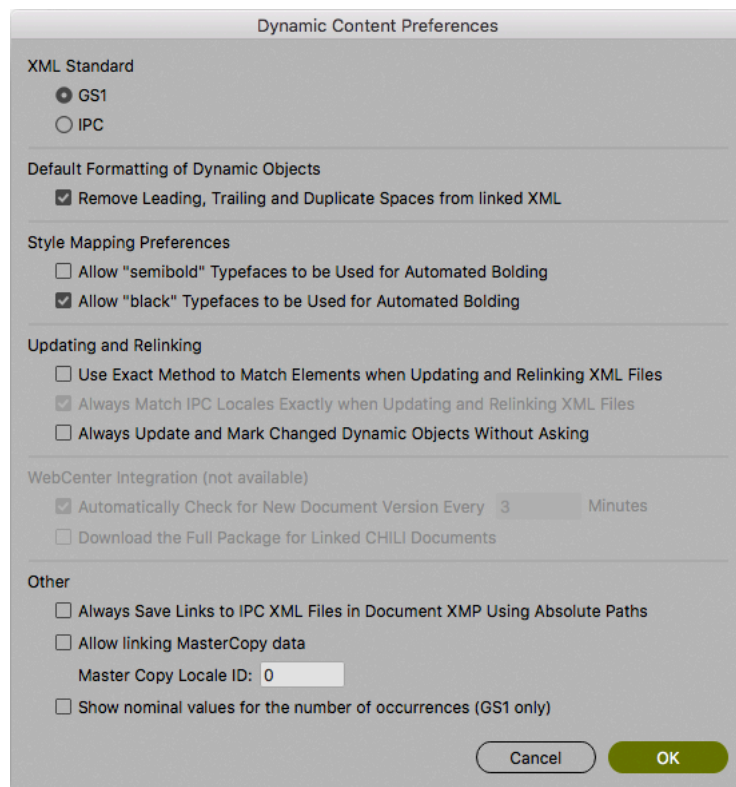 Dynamic Content Preferences
XML Standard
GS1
IPC
Default Formatting of Dynamic Objects
Remove Leading, Trailing and Duplicate Spaces from linked XML
Style Mapping Preferences
Allow "semibold" Typefaces to be Used for Automated Bolding
Allow "black" Typefaces to be Used for Automated Bolding
Updating and Relinking
Use Exact Method to Match Elements when Updating and Relinking XML Files
Always Match IPC Locales Exactly when Updating and Relinking XML Files
Always Update and Mark Changed Dynamic Objects Without Asking
WebCenter Integration (not available)
Automatically Check for New Document Version Every 3 Minutes
Download the Full Package for Linked CHILI Documents
Other
Always Save Links to IPC XML Files in Document XMP Using Absolute Paths
Allow linking MasterCopy data
Master Copy Locale ID: 0
Show nominal values for the number of occurrences (GS1 only)
Cancel OK